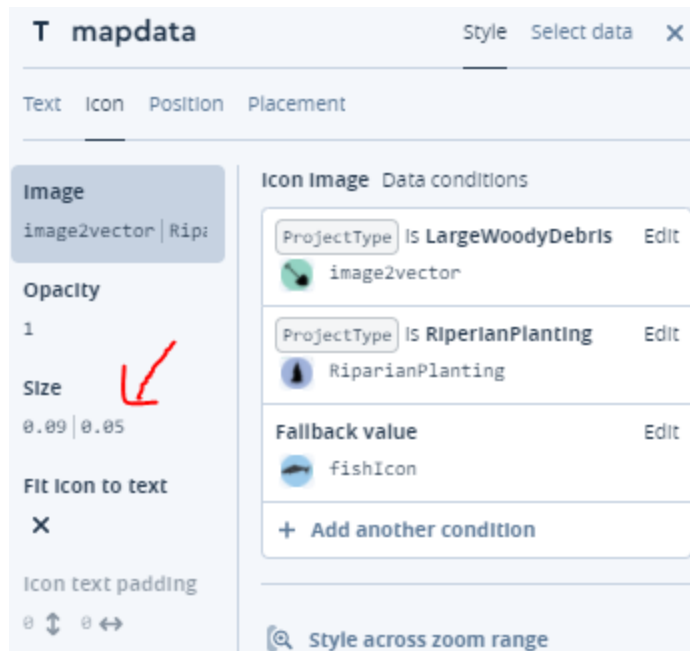 T mapdata Style Select data ×
Text Icon Position Placement
Image
image2vector | Ripa
Opacity
1
Size
0.09 | 0.05
Fit icon to text
×
Icon text padding
0 0
Icon Image Data conditions
ProjectType is LargeWoodyDebris Edit
image2vector
ProjectType is RiperianPlanting Edit
RiparianPlanting
Fallback value Edit
fishIcon
+ Add another condition
Style across zoom range